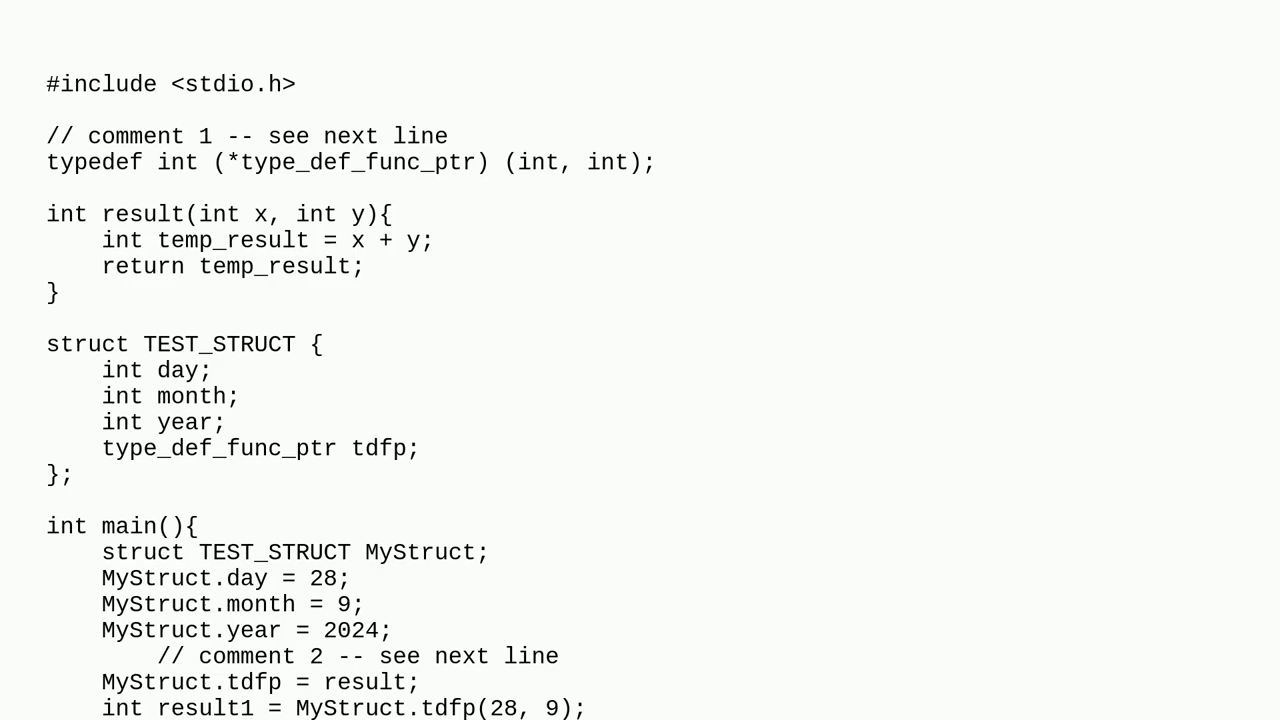 #include <stdio.h>

// comment 1 -- see next line
typedef int (*type_def_func_ptr) (int, int);

int result(int x, int y){
    int temp_result = x + y;
    return temp_result;
}

struct TEST_STRUCT {
    int day;
    int month;
    int year;
    type_def_func_ptr tdfp;
};

int main(){
    struct TEST_STRUCT MyStruct;
    MyStruct.day = 28;
    MyStruct.month = 9;
    MyStruct.year = 2024;
        // comment 2 -- see next line
    MyStruct.tdfp = result;
    int result1 = MyStruct.tdfp(28, 9);